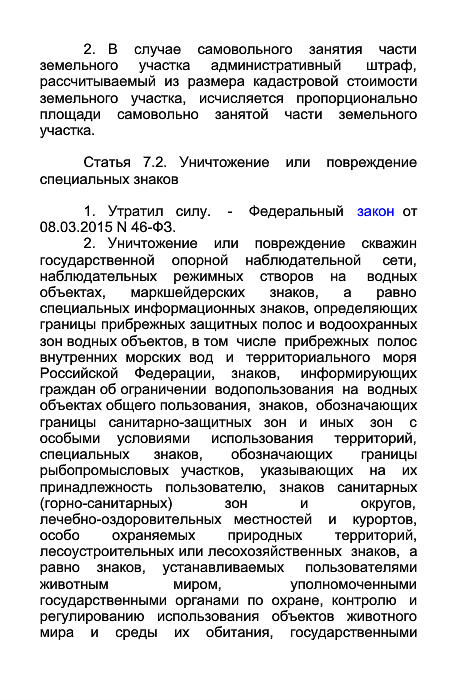 2. В случае самовольного занятия части
земельного участка административный штраф,
рассчитываемый из размера кадастровой стоимости
земельного участка, исчисляется пропорционально
площади самовольно занятой части земельного
участка.
Статья 7.2. Уничтожение или повреждение
специальных знаков
1. Утратил силу. - Федеральный закон от
08.03.2015 N 46-ФЗ.
2. Уничтожение или повреждение скважин
государственной опорной наблюдательной сети,
наблюдательных режимных створов на водных
объектах, маркшейдерских знаков, а равно
специальных информационных знаков, определяющих
границы прибрежных защитных полос и водоохранных
зон водных объектов, в том числе прибрежных полос
внутренних морских вод и территориального моря
Российской Федерации, знаков, информирующих
граждан об ограничении водопользования на водных
объектах общего пользования, знаков, обозначающих
границы санитарно-защитных зон и иных зон с
особыми условиями использования территорий,
специальных знаков, обозначающих границы
рыбопромысловых участков, указывающих на их
принадлежность пользователю, знаков санитарных
(горно-санитарных) зон и округов,
лечебно-оздоровительных местностей и курортов,
особо охраняемых природных территорий,
лесоустроительных или лесохозяйственных знаков, а
равно знаков, устанавливаемых пользователями
животным миром, уполномоченными
государственными органами по охране, контролю и
регулированию использования объектов животного
мира и среды их обитания, государственными